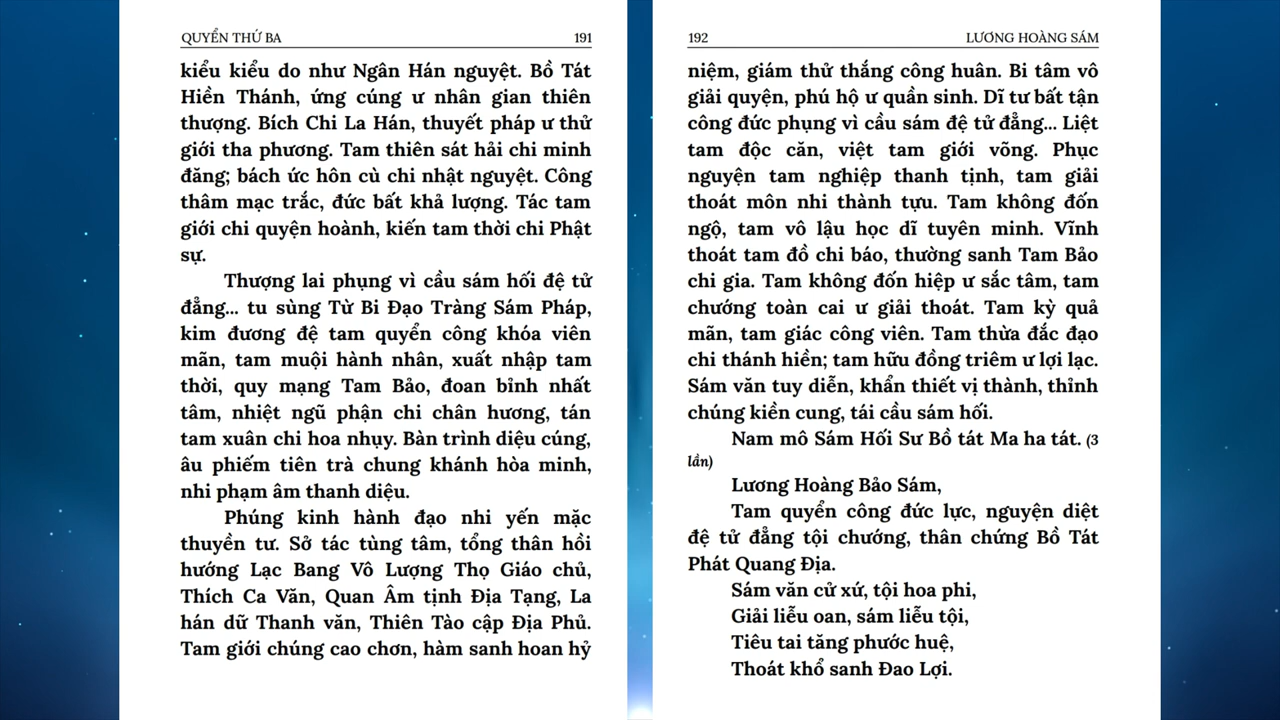 QUYỂN THỨ BA 191
kiểu kiểu do như Ngân Hán nguyệt. Bồ Tát
Hiền Thánh, ứng cúng ư nhân gian thiên
thượng. Bích Chi La Hán, thuyết pháp ư thử
giới tha phương. Tam thiên sát hải chi minh
đăng; bách ức hôn cù chi nhật nguyệt. Công
thâm mạc trắc, đức bất khả lượng. Tác tam
giới chi quyện hoành, kiến tam thời chi Phật
sự.
Thượng lai phụng vì cầu sám hối đệ tử
đẳng... tu sùng Từ Bi Đạo Tràng Sám Pháp,
kim đương đệ tam quyển công khóa viên
mãn, tam muội hành nhân, xuất nhập tam
thời, quy mạng Tam Bảo, đoan bỉnh nhất
tâm, nhiệt ngũ phận chi chân hương, tán
tam xuân chi hoa nhụy. Bàn trình diệu cúng,
âu phiếm tiên trà chung khánh hòa minh,
nhi phạm âm thanh diệu.
Phúng kinh hành đạo nhi yến mặc
thuyền tư. Sở tác tùng tâm, tổng thân hồi
hướng Lạc Bang Vô Lượng Thọ Giáo chủ,
Thích Ca Văn, Quan Âm tịnh Địa Tạng, La
hán dữ Thanh văn, Thiên Tào cập Địa Phủ.
Tam giới chúng cao chơn, hàm sanh hoan hỷ
192 LƯƠNG HOÀNG SÁM
niệm, giám thử thắng công huân. Bi tâm vô
giải quyện, phú hộ ư quần sinh. Dĩ tư bất tận
công đức phụng vì cầu sám đệ tử đẳng... Liệt
tam độc căn, việt tam giới võng. Phục
nguyện tam nghiệp thanh tịnh, tam giải
thoát môn nhi thành tựu. Tam không đốn
ngộ, tam vô lậu học dĩ tuyên minh. Vĩnh
thoát tam đồ chi báo, thường sanh Tam Bảo
chi gia. Tam không đốn hiệp ư sắc tâm, tam
chướng toàn cai ư giải thoát. Tam kỳ quả
mãn, tam giác công viên. Tam thừa đắc đạo
chi thánh hiền; tam hữu đồng triêm ư lợi lạc.
Sám văn tuy diễn, khẩn thiết vị thành, thỉnh
chúng kiền cung, tái cầu sám hối.
Nam mô Sám Hối Sư Bồ tát Ma ha tát. (3
lần)
Lương Hoàng Bảo Sám,
Tam quyển công đức lực, nguyện diệt
đệ tử đẳng tội chướng, thân chứng Bồ Tát
Phát Quang Địa.
Sám văn cử xứ, tội hoa phi,
Giải liễu oan, sám liễu tội,
Tiêu tai tăng phước huệ,
Thoát khổ sanh Đao Lợi.